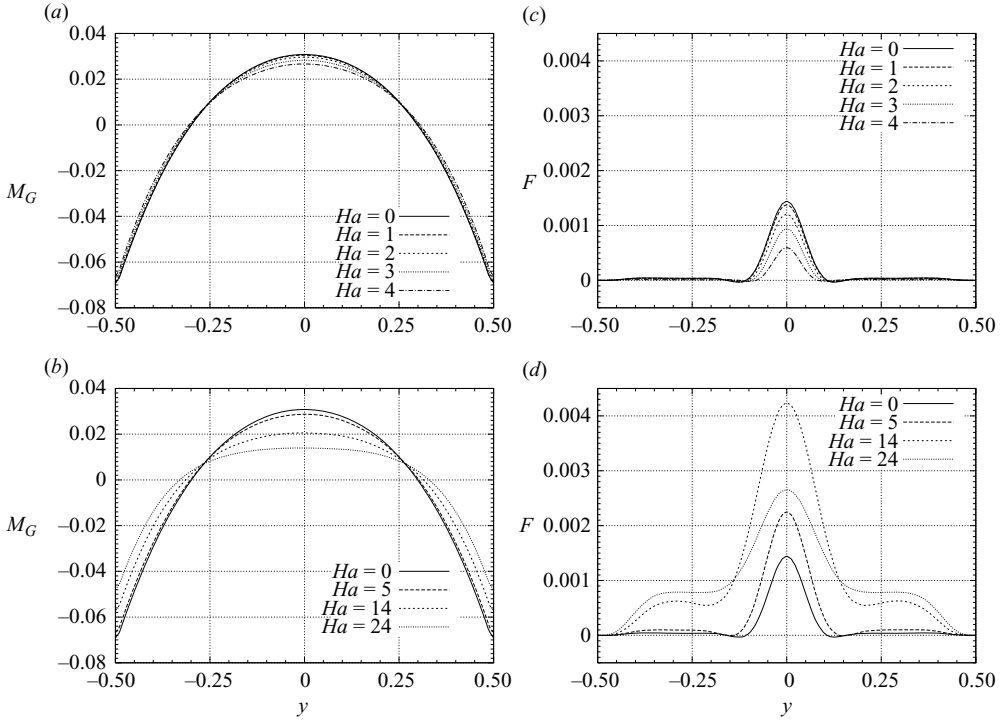 (a)
0.04
0.02
0
–0.02
–0.04
–0.06
–0.08
M_G
Ha = 0
Ha = 1
Ha = 2
Ha = 3
Ha = 4
–0.50
–0.25
0
0.25
0.50
(c)
0.004
0.003
0.002
0.001
0
F
Ha = 0
Ha = 1
Ha = 2
Ha = 3
Ha = 4
–0.50
–0.25
0
0.25
0.50
(b)
0.04
0.02
0
–0.02
–0.04
–0.06
–0.08
M_G
Ha = 0
Ha = 5
Ha = 14
Ha = 24
–0.50
–0.25
0
0.25
0.50
y
(d)
0.004
0.003
0.002
0.001
0
F
Ha = 0
Ha = 5
Ha = 14
Ha = 24
–0.50
–0.25
0
0.25
0.50
y